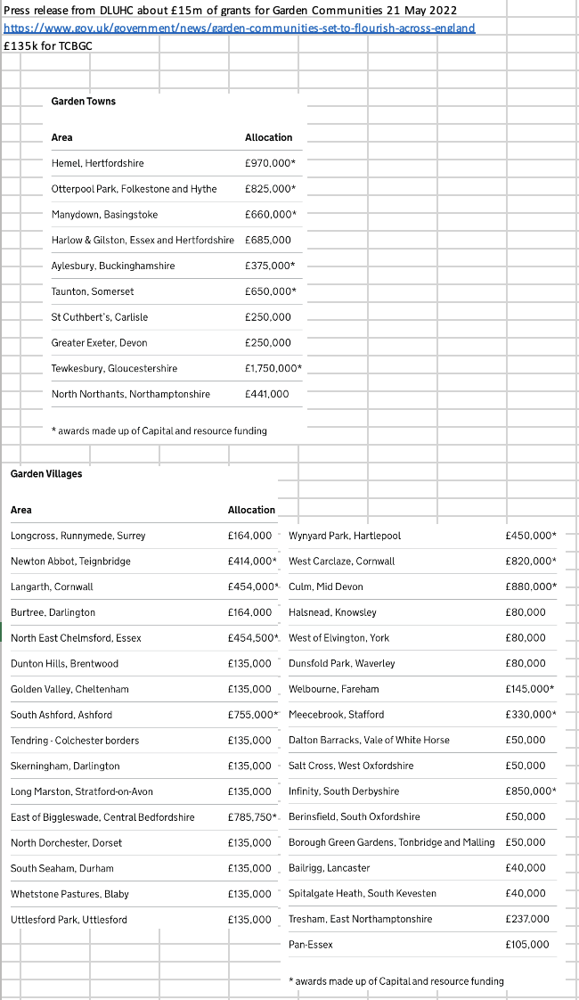 Press release from DLUHC about £15m of grants for Garden Communities 21 May 2022
https://www.gov.uk/government/news/garden-communities-set-to-flourish-across-england
£135k for TCBGC
Garden Towns
Area Allocation
Hemel, Hertfordshire £970,000*
Otterpool Park, Folkestone and Hythe £825,000*
Manydown, Basingstoke £660,000*
Harlow & Gilston, Essex and Hertfordshire £685,000
Aylesbury, Buckinghamshire £375,000*
Taunton, Somerset £650,000*
St Cuthbert's, Carlisle £250,000
Greater Exeter, Devon £250,000
Tewkesbury, Gloucestershire £1,750,000*
North Northants, Northamptonshire £441,000
* awards made up of Capital and resource funding
Garden Villages
Area Allocation
Longcross, Runnymede, Surrey £164,000
Newton Abbot, Teignbridge £414,000*
Langarth, Cornwall £454,000*
Burtree, Darlington £164,000
North East Chelmsford, Essex £454,500*
Dunton Hills, Brentwood £135,000
Golden Valley, Cheltenham £135,000
South Ashford, Ashford £755,000*
Tendring - Colchester borders £135,000
Skerningham, Darlington £135,000
Long Marston, Stratford-on-Avon £135,000
East of Biggleswade, Central Bedfordshire £785,750*
North Dorchester, Dorset £135,000
South Seaham, Durham £135,000
Whetstone Pastures, Blaby £135,000
Uttlesford Park, Uttlesford £135,000
Wynyard Park, Hartlepool £450,000*
West Carclaze, Cornwall £820,000*
Culm, Mid Devon £880,000*
Halsnead, Knowsley £80,000
West of Elvington, York £80,000
Dunsfold Park, Waverley £80,000
Welbourne, Fareham £145,000*
Meecebrook, Stafford £330,000*
Dalton Barracks, Vale of White Horse £50,000
Salt Cross, West Oxfordshire £50,000
Infinity, South Derbyshire £850,000*
Berinsfield, South Oxfordshire £50,000
Borough Green Gardens, Tonbridge and Malling £50,000
Bailrigg, Lancaster £40,000
Spitalgate Heath, South Kevesten £40,000
Tresham, East Northamptonshire £237,000
Pan-Essex £105,000
* awards made up of Capital and resource funding